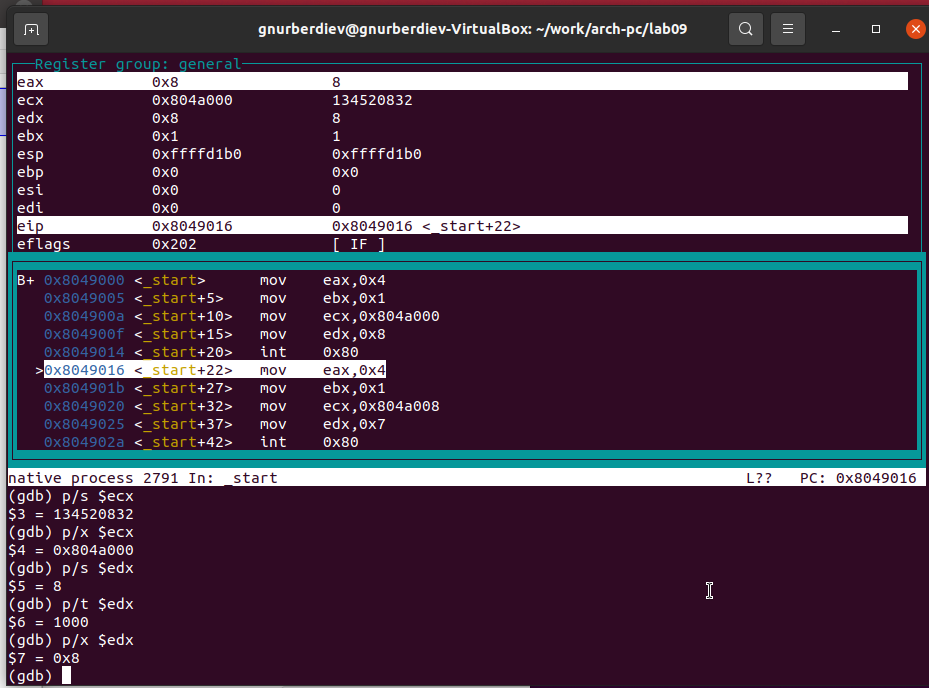 gnurberdiev@gnurberdiev-VirtualBox: ~/work/arch-pc/lab09
Register group: general
eax 0x8 8
ecx 0x804a000 134520832
edx 0x8 8
ebx 0x1 1
esp 0xffffd1b0 0xffffd1b0
ebp 0x0 0x0
esi 0x0 0
edi 0x0 0
eip 0x8049016 0x8049016 <_start+22>
eflags 0x202 [ IF ]
B+ 0x8049000 <_start> mov eax,0x4
0x8049005 <_start+5> mov ebx,0x1
0x804900a <_start+10> mov ecx,0x804a000
0x804900f <_start+15> mov edx,0x8
0x8049014 <_start+20> int 0x80
>0x8049016 <_start+22> mov eax,0x4
0x804901b <_start+27> mov ebx,0x1
0x8049020 <_start+32> mov ecx,0x804a008
0x8049025 <_start+37> mov edx,0x7
0x804902a <_start+42> int 0x80
native process 2791 In: _start L?? PC: 0x8049016
(gdb) p/s $ecx
$3 = 134520832
(gdb) p/x $ecx
$4 = 0x804a000
(gdb) p/s $edx
$5 = 8
(gdb) p/t $edx
$6 = 1000
(gdb) p/x $edx
$7 = 0x8
(gdb)